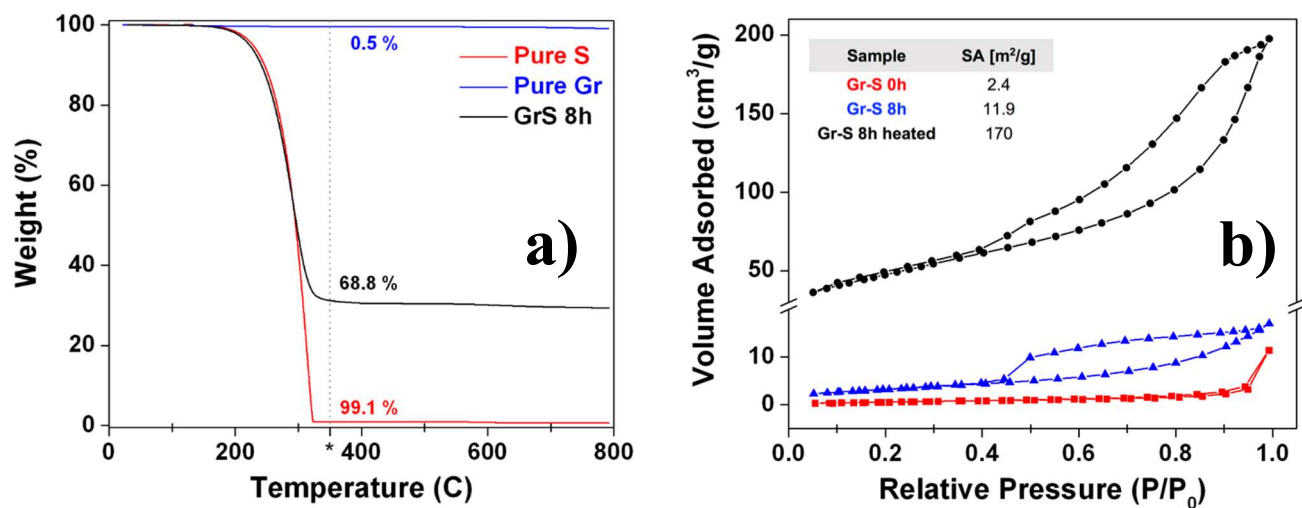 a)
Weight (%)
100
80
60
40
20
0
0.5 %
Pure S
Pure Gr
GrS 8h
68.8 %
99.1 %
0
200
*
400
600
800
Temperature (C)
b)
Volume Adsorbed (cm³/g)
200
150
100
50
10
0
Sample SA [m²/g]
Gr-S 0h 2.4
Gr-S 8h 11.9
Gr-S 8h heated 170
0.0 0.2 0.4 0.6 0.8 1.0
Relative Pressure (P/P₀)